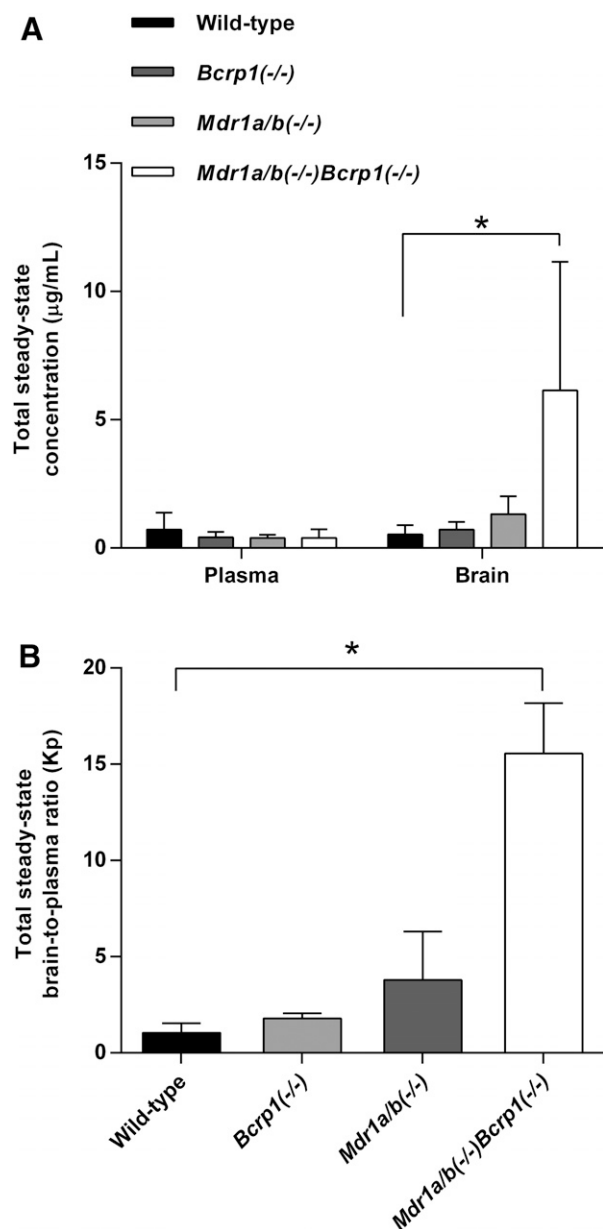 A
Wild-type
Bcrp1(-/-)
Mdr1a/b(-/-)
Mdr1a/b(-/-)Bcrp1(-/-)
Total steady-state
concentration (µg/mL)
15
10
5
0
*
Plasma
Brain
B
Total steady-state
brain-to-plasma ratio (Kp)
20
15
10
5
0
*
Wild-type
Bcrp1(-/-)
Mdr1a/b(-/-)
Mdr1a/b(-/-)Bcrp1(-/-)